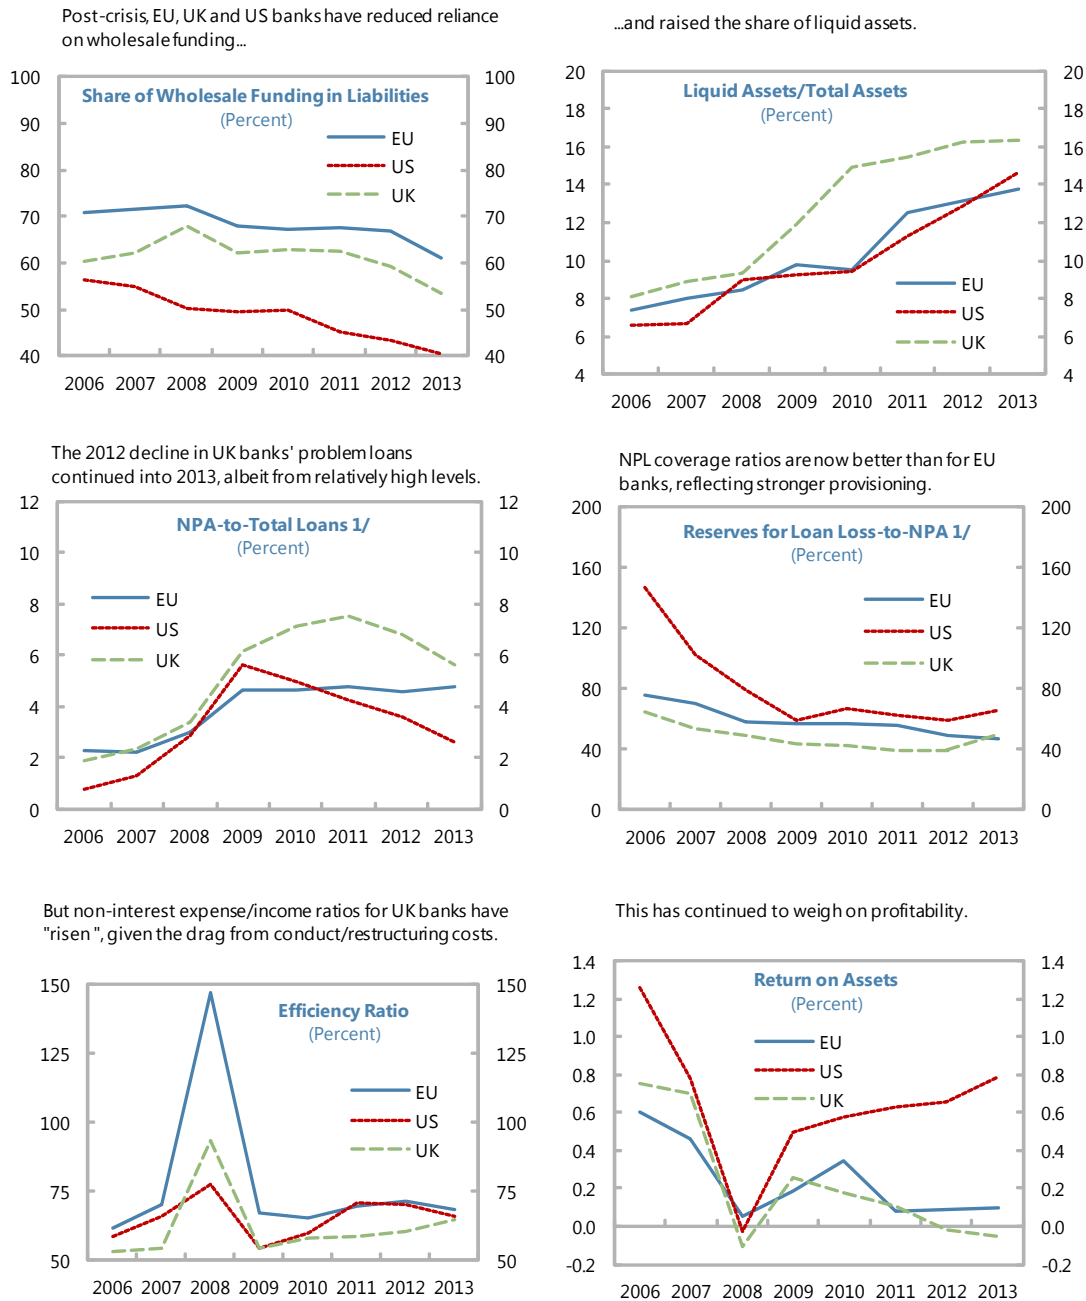 Post-crisis, EU, UK and US banks have reduced reliance
on wholesale funding...
100
90
80
70
60
50
40
Share of Wholesale Funding in Liabilities
(Percent)
EU
US
UK
100
90
80
70
60
50
40
2006 2007 2008 2009 2010 2011 2012 2013
...and raised the share of liquid assets.
20
18
16
14
12
10
8
6
4
Liquid Assets/Total Assets
(Percent)
EU
US
UK
20
18
16
14
12
10
8
6
4
2006 2007 2008 2009 2010 2011 2012 2013
The 2012 decline in UK banks' problem loans
continued into 2013, albeit from relatively high levels.
12
10
8
6
4
2
0
NPA-to-Total Loans 1/
(Percent)
EU
US
UK
12
10
8
6
4
2
0
2006 2007 2008 2009 2010 2011 2012 2013
NPL coverage ratios are now better than for EU
banks, reflecting stronger provisioning.
200
160
120
80
40
0
Reserves for Loan Loss-to-NPA 1/
(Percent)
EU
US
UK
200
160
120
80
40
0
2006 2007 2008 2009 2010 2011 2012 2013
But non-interest expense/income ratios for UK banks have
"risen ", given the drag from conduct/restructuring costs.
150
125
100
75
50
Efficiency Ratio
(Percent)
EU
US
UK
150
125
100
75
50
2006 2007 2008 2009 2010 2011 2012 2013
This has continued to weigh on profitability.
1.4
1.2
1.0
0.8
0.6
0.4
0.2
0.0
-0.2
Return on Assets
(Percent)
EU
US
UK
1.4
1.2
1.0
0.8
0.6
0.4
0.2
0.0
-0.2
2006 2007 2008 2009 2010 2011 2012 2013